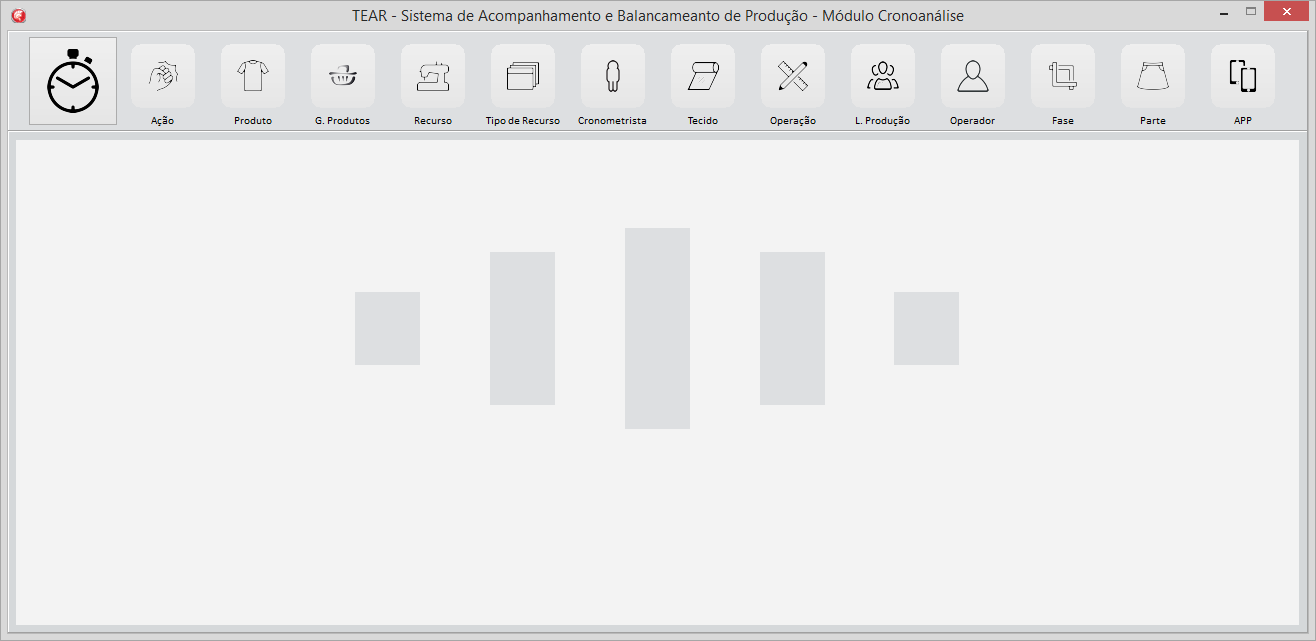 TEAR - Sistema de Acompanhamento e Balancameanto de Produção - Módulo Cronoanálise
Ação
Produto
G. Produtos
Recurso
Tipo de Recurso
Cronometrista
Tecido
Operação
L. Produção
Operador
Fase
Parte
APP